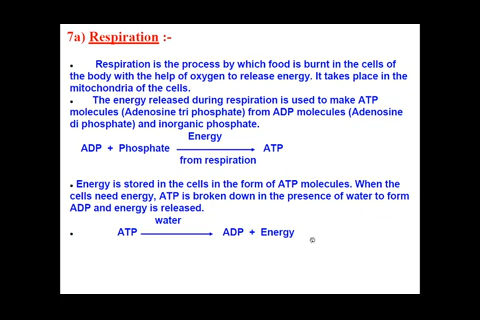 7a) Respiration :-
• Respiration is the process by which food is burnt in the cells of
the body with the help of oxygen to release energy. It takes place in the
mitochondria of the cells.
• The energy released during respiration is used to make ATP
molecules (Adenosine tri phosphate) from ADP molecules (Adenosine
di phosphate) and inorganic phosphate.
Energy
ADP + Phosphate ⟶ ATP
from respiration
• Energy is stored in the cells in the form of ATP molecules. When the
cells need energy, ATP is broken down in the presence of water to form
ADP and energy is released.
water
• ATP ⟶ ADP + Energy